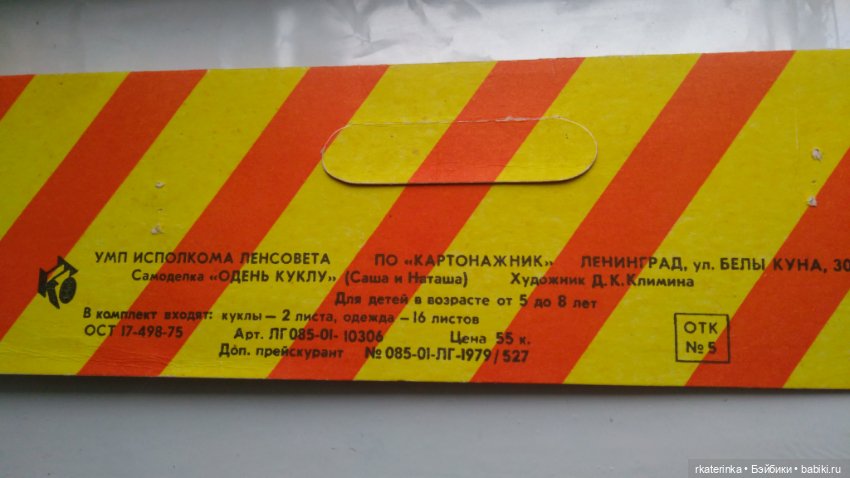 УМП ИСПОЛКОМА ЛЕНСОВЕТА ПО «КАРТОНАЖНИК» ЛЕНИНГРАД, ул. БЕЛЫ КУНА, 30
Самоделка «ОДЕНЬ КУКЛУ» (Саша и Наташа) Художник Д.К.Климина
Для детей в возрасте от 5 до 8 лет
В комплект входят: куклы — 2 листа, одежда — 16 листов
ОСТ 17-498-75 Арт. ЛГ 085-01- 10306 Цена 55 к.
Доп. прейскурант № 085-01-ЛГ-1979/527
ОТК
№ 5
rkaterinka • Бэйбики • babiki.ru